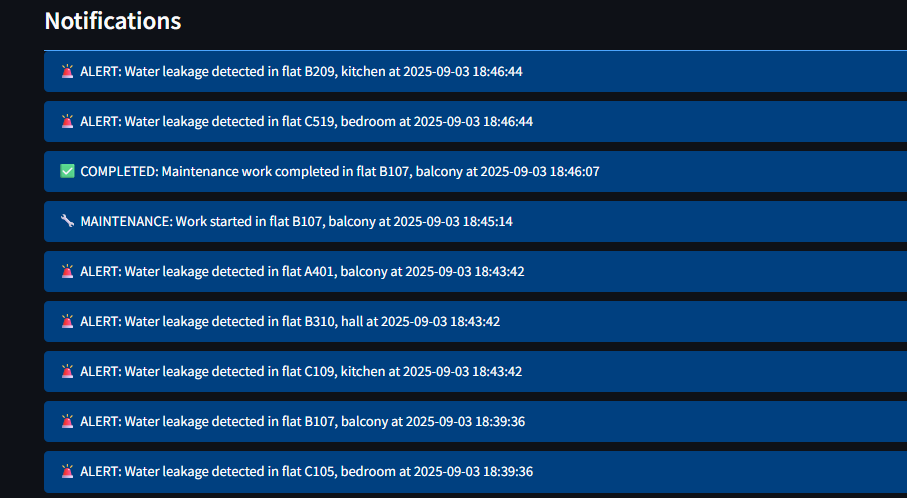 Notifications
🚨 ALERT: Water leakage detected in flat B209, kitchen at 2025-09-03 18:46:44
🚨 ALERT: Water leakage detected in flat C519, bedroom at 2025-09-03 18:46:44
✅ COMPLETED: Maintenance work completed in flat B107, balcony at 2025-09-03 18:46:07
🔧 MAINTENANCE: Work started in flat B107, balcony at 2025-09-03 18:45:14
🚨 ALERT: Water leakage detected in flat A401, balcony at 2025-09-03 18:43:42
🚨 ALERT: Water leakage detected in flat B310, hall at 2025-09-03 18:43:42
🚨 ALERT: Water leakage detected in flat C109, kitchen at 2025-09-03 18:43:42
🚨 ALERT: Water leakage detected in flat B107, balcony at 2025-09-03 18:39:36
🚨 ALERT: Water leakage detected in flat C105, bedroom at 2025-09-03 18:39:36